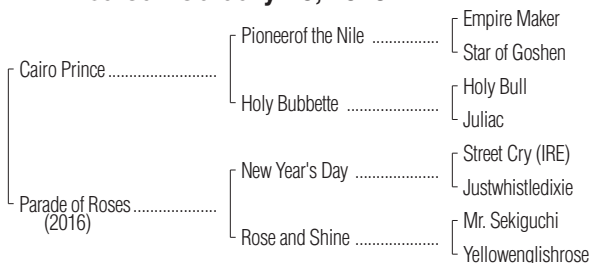 Pioneerof the Nile ..................
Empire Maker
Star of Goshen
Cairo Prince .........................
Holy Bubbette ......................
Holy Bull
Juliac
New Year's Day ....................
Street Cry (IRE)
Justwhistledixie
Parade of Roses....................
(2016)
Rose and Shine ....................
Mr. Sekiguchi
Yellowenglishrose